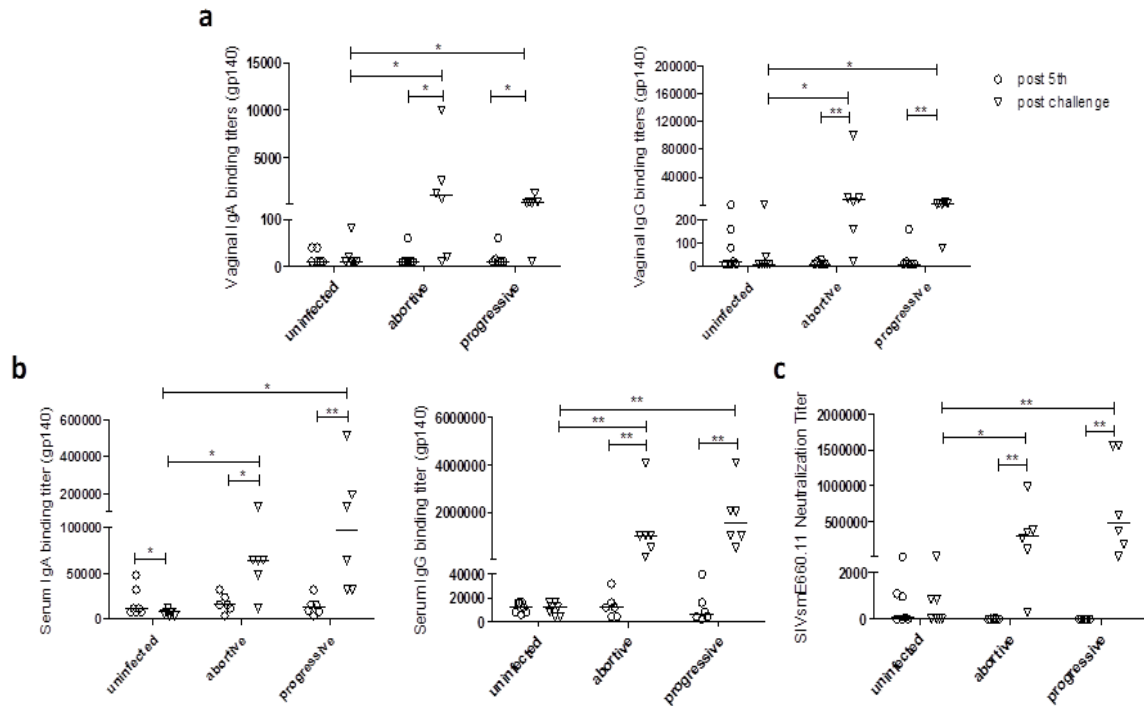 a
Vaginal IgA binding titers (gp140)
15000
10000
5000
100
0
*
*
*
*
uninfected
abortive
progressive
Vaginal IgG binding titers (gp140)
200000
160000
120000
80000
40000
200
100
0
*
*
**
**
uninfected
abortive
progressive
post 5th
post challenge
b
Serum IgA binding titer (gp140)
600000
400000
200000
100000
50000
0
*
**
*
*
*
uninfected
abortive
progressive
Serum IgG binding titer (gp140)
6000000
4000000
2000000
40000
20000
0
**
**
**
**
uninfected
abortive
progressive
c
SIVsmE660.11 Neutralization Titer
2000000
1500000
1000000
500000
2000
0
**
*
**
**
uninfected
abortive
progressive